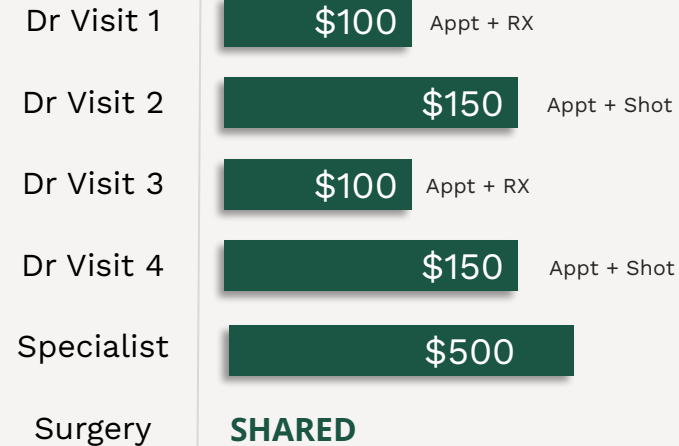 Dr Visit 1 $100 Appt + RX
Dr Visit 2 $150 Appt + Shot
Dr Visit 3 $100 Appt + RX
Dr Visit 4 $150 Appt + Shot
Specialist $500
Surgery SHARED